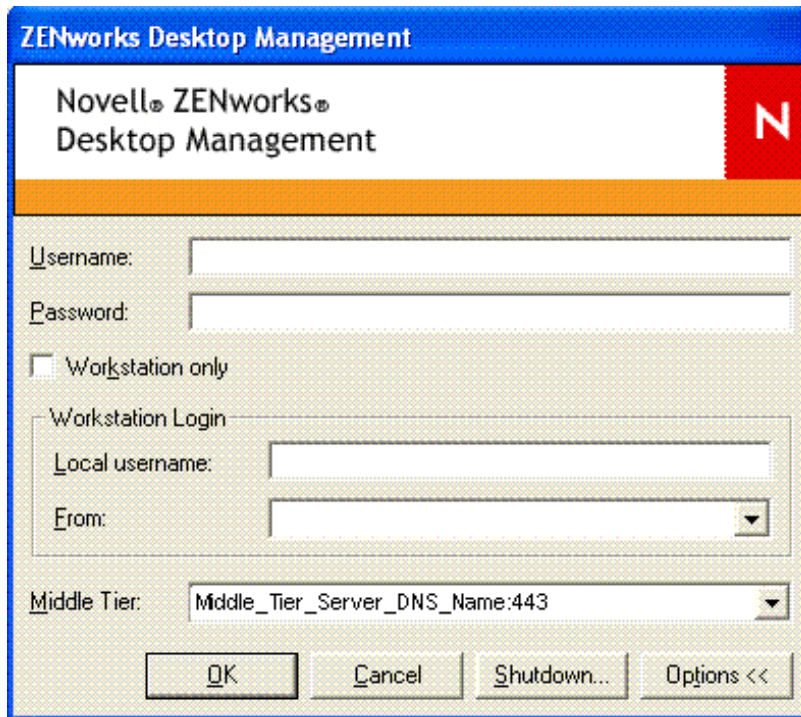 ZENworks Desktop Management
Novell® ZENworks®
Desktop Management
N
Username:
Password:
Workstation only
Workstation Login
Local username:
From:
Middle Tier: Middle_Tier_Server_DNS_Name:443
OK Cancel Shutdown... Options <<